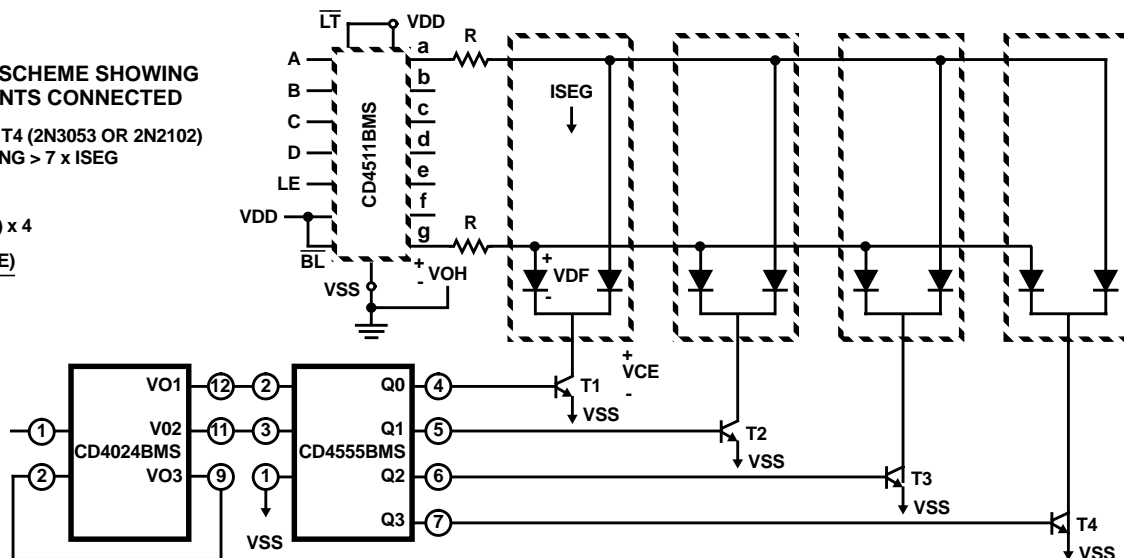 SCHEME SHOWING
NTS CONNECTED
T4 (2N3053 OR 2N2102)
NG > 7 x ISEG
) x 4
E)
LT VDD
A
B
C
D
LE
VDD
BL
CD4511BMS
a
b
c
d
e
f
g
R
R
+
-
VOH
VSS
ISEG
+
VDF
-
+
VCE
-
T1
VSS
T2
VSS
T3
VSS
T4
VSS
1
2
CD4024BMS
VO1
V02
VO3
12
11
9
2
3
1
VSS
CD4555BMS
Q0
Q1
Q2
Q3
4
5
6
7